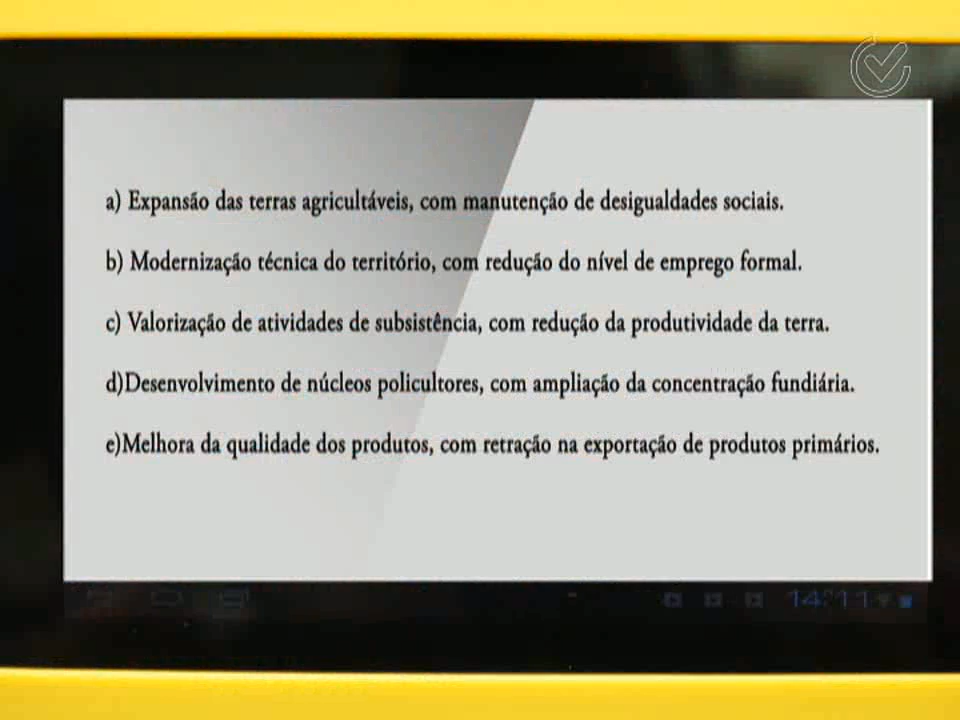 a) Expansão das terras agricultáveis, com manutenção de desigualdades sociais.
b) Modernização técnica do território, com redução do nível de emprego formal.
c) Valorização de atividades de subsistência, com redução da produtividade da terra.
d)Desenvolvimento de núcleos policultores, com ampliação da concentração fundiária.
e)Melhora da qualidade dos produtos, com retração na exportação de produtos primários.
14:11